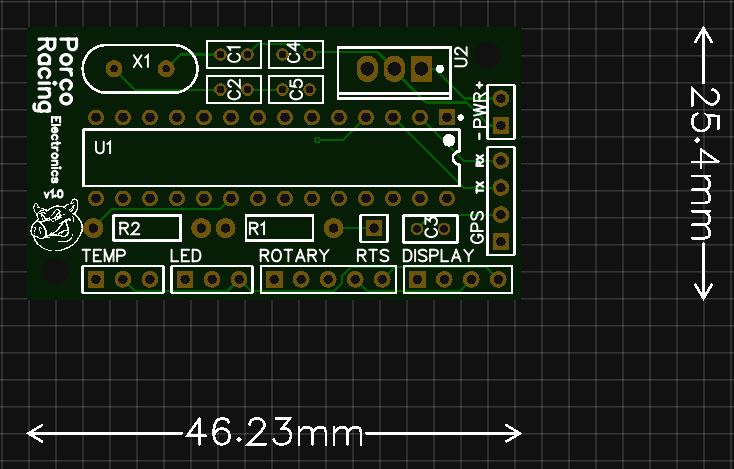 Porco
Racing
Electronics
v1.0
X1
C1
C4
C2
C5
U2
- PWR+
U1
RX
TX
GPS
R2
R1
C3
TEMP
LED
ROTARY
RTS
DISPLAY
25.4mm
46.23mm